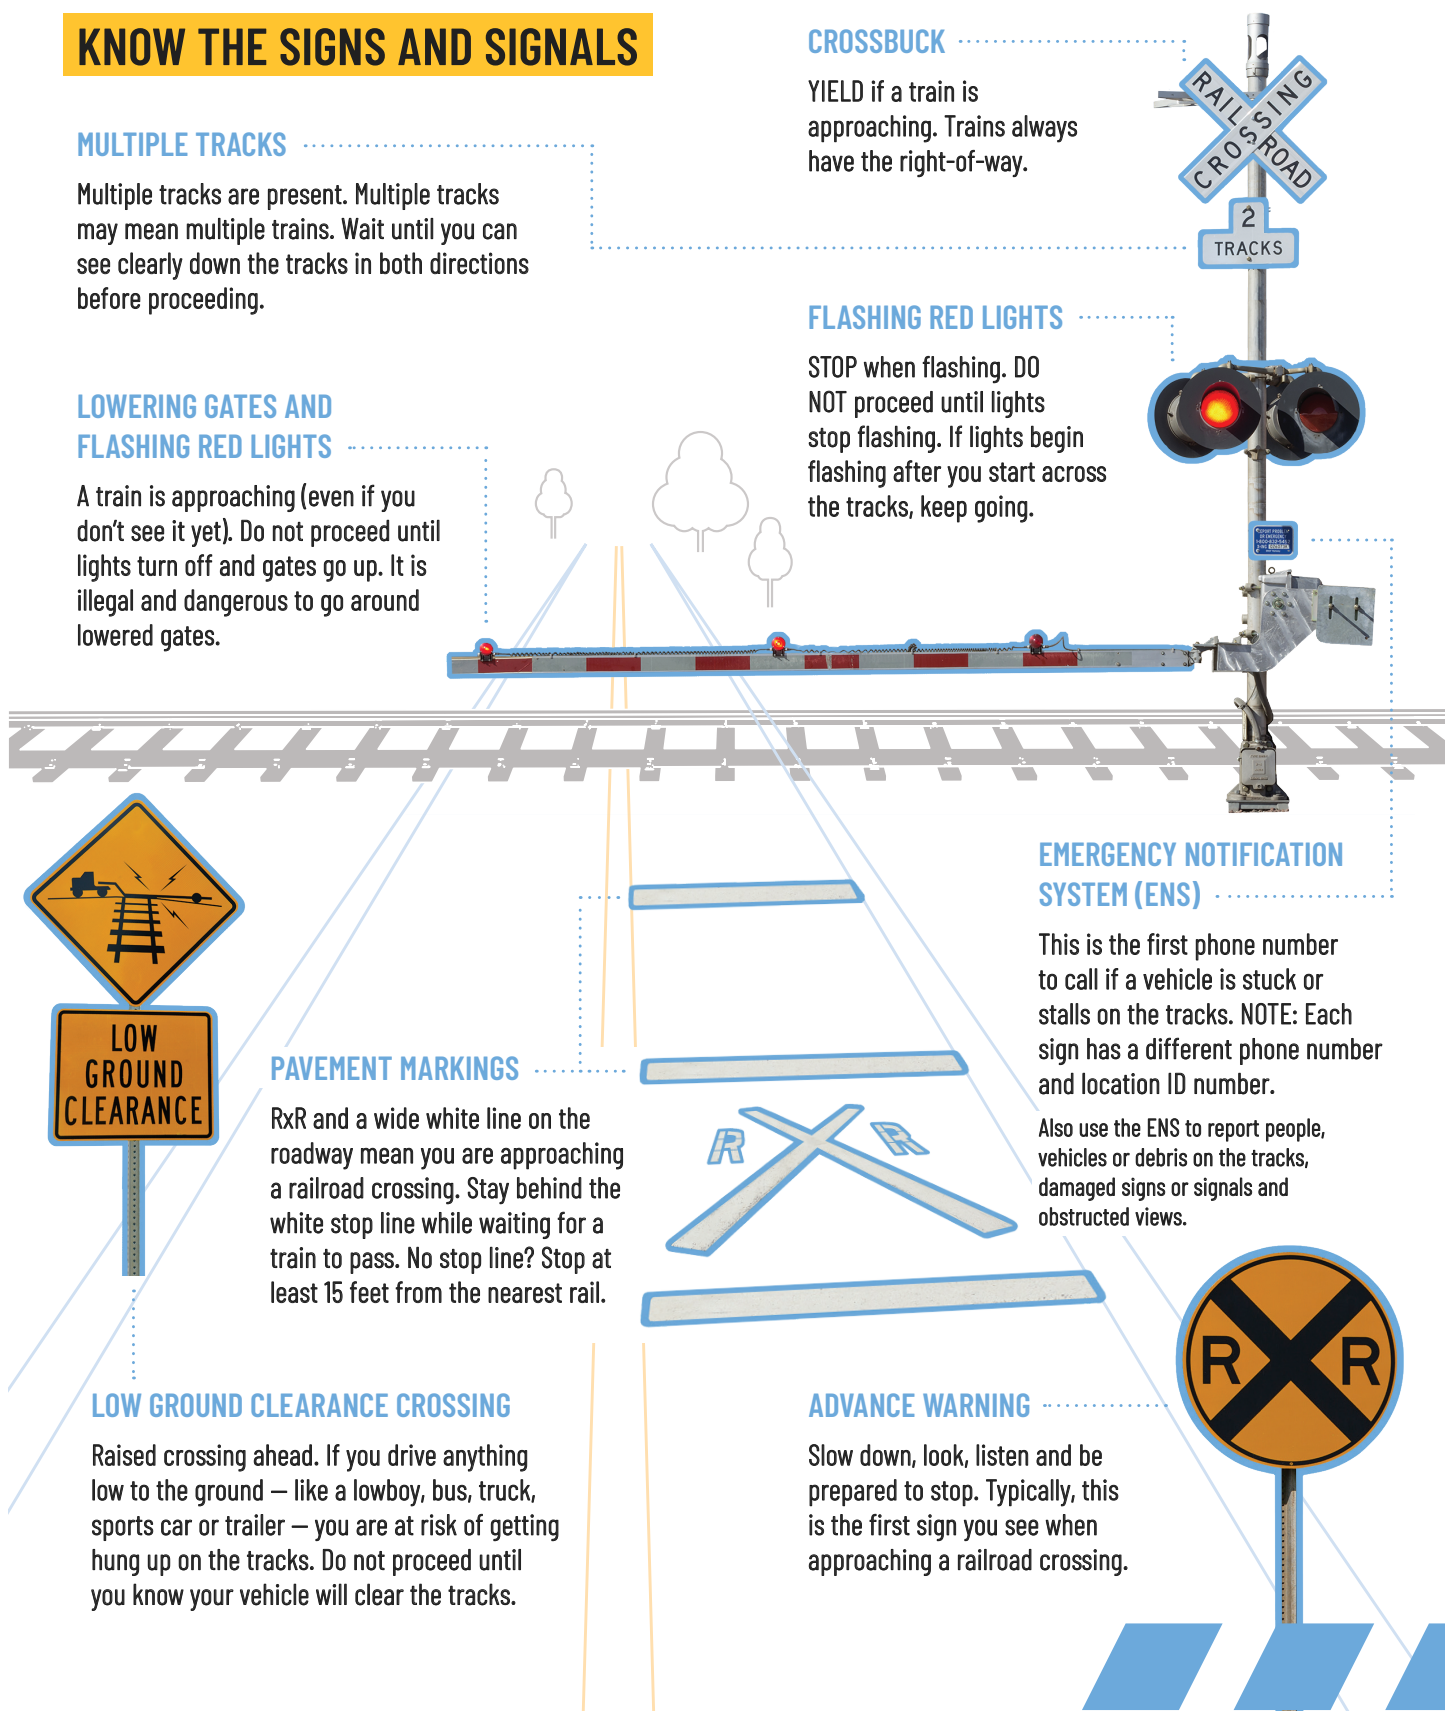 KNOW THE SIGNS AND SIGNALS
MULTIPLE TRACKS
Multiple tracks are present. Multiple tracks
may mean multiple trains. Wait until you can
see clearly down the tracks in both directions
before proceeding.
LOWERING GATES AND
FLASHING RED LIGHTS
A train is approaching (even if you
don't see it yet). Do not proceed until
lights turn off and gates go up. It is
illegal and dangerous to go around
lowered gates.
CROSSBUCK
YIELD if a train is
approaching. Trains always
have the right-of-way.
RAILROAD
CROSSING
2
TRACKS
FLASHING RED LIGHTS
STOP when flashing. DO
NOT proceed until lights
stop flashing. If lights begin
flashing after you start across
the tracks, keep going.
REPORT PROBLEM
OR EMERGENCY
EMERGENCY NOTIFICATION
SYSTEM (ENS)
This is the first phone number
to call if a vehicle is stuck or
stalls on the tracks. NOTE: Each
sign has a different phone number
and location ID number.
Also use the ENS to report people,
vehicles or debris on the tracks,
damaged signs or signals and
obstructed views.
LOW
GROUND
CLEARANCE
PAVEMENT MARKINGS
RxR and a wide white line on the
roadway mean you are approaching
a railroad crossing. Stay behind the
white stop line while waiting for a
train to pass. No stop line? Stop at
least 15 feet from the nearest rail.
R R
LOW GROUND CLEARANCE CROSSING
Raised crossing ahead. If you drive anything
low to the ground – like a lowboy, bus, truck,
sports car or trailer – you are at risk of getting
hung up on the tracks. Do not proceed until
you know your vehicle will clear the tracks.
ADVANCE WARNING
Slow down, look, listen and be
prepared to stop. Typically, this
is the first sign you see when
approaching a railroad crossing.
R R